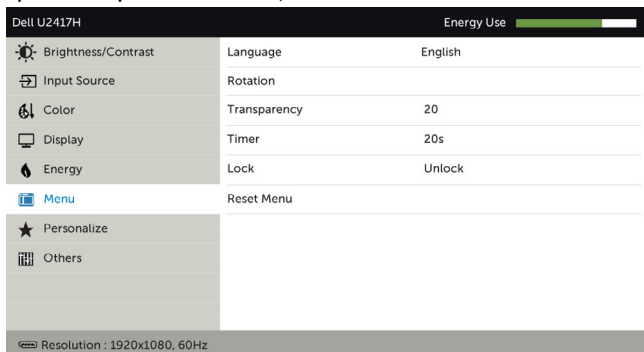 Dell U2417H Energy Use
Brightness/Contrast Language English
Input Source Rotation
Color Transparency 20
Display Timer 20s
Energy Lock Unlock
Menu Reset Menu
Personalize
Others
Resolution : 1920x1080, 60Hz